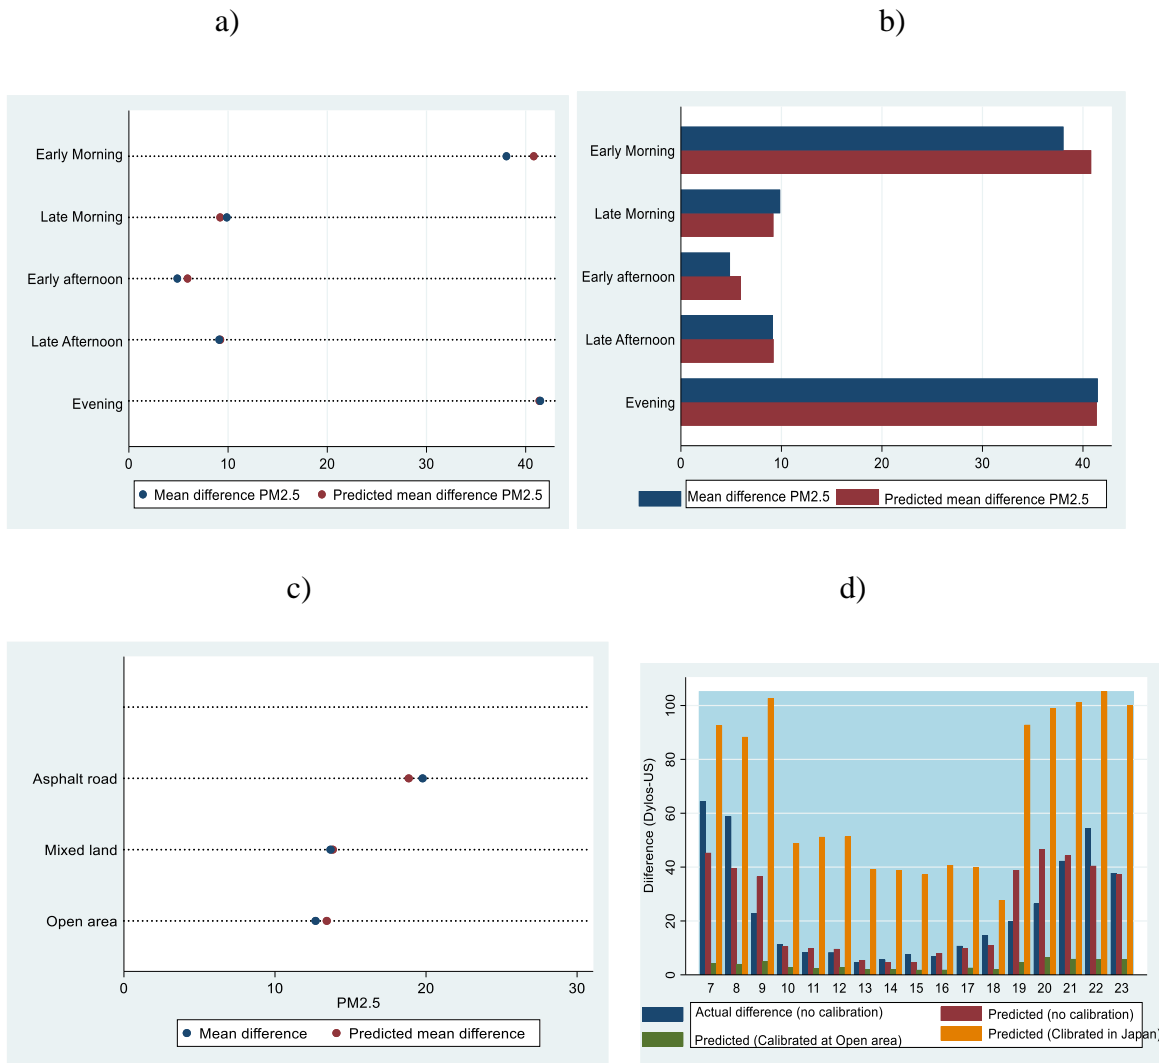 a)
b)
Early Morning
Late Morning
Early afternoon
Late Afternoon
Evening
0 10 20 30 40
Mean difference PM2.5 Predicted mean difference PM2.5
Early Morning
Late Morning
Early afternoon
Late Afternoon
Evening
0 10 20 30 40
Mean difference PM2.5 Predicted mean difference PM2.5
c)
d)
Asphalt road
Mixed land
Open area
0 10 20 30
PM2.5
Mean difference Predicted mean difference
Diifference (Dylos-US)
100
80
60
40
20
0
7 8 9 10 11 12 13 14 15 16 17 18 19 20 21 22 23
Actual difference (no calibration) Predicted (no calibration)
Predicted (Calibrated at Open area) Predicted (Clibrated in Japan)